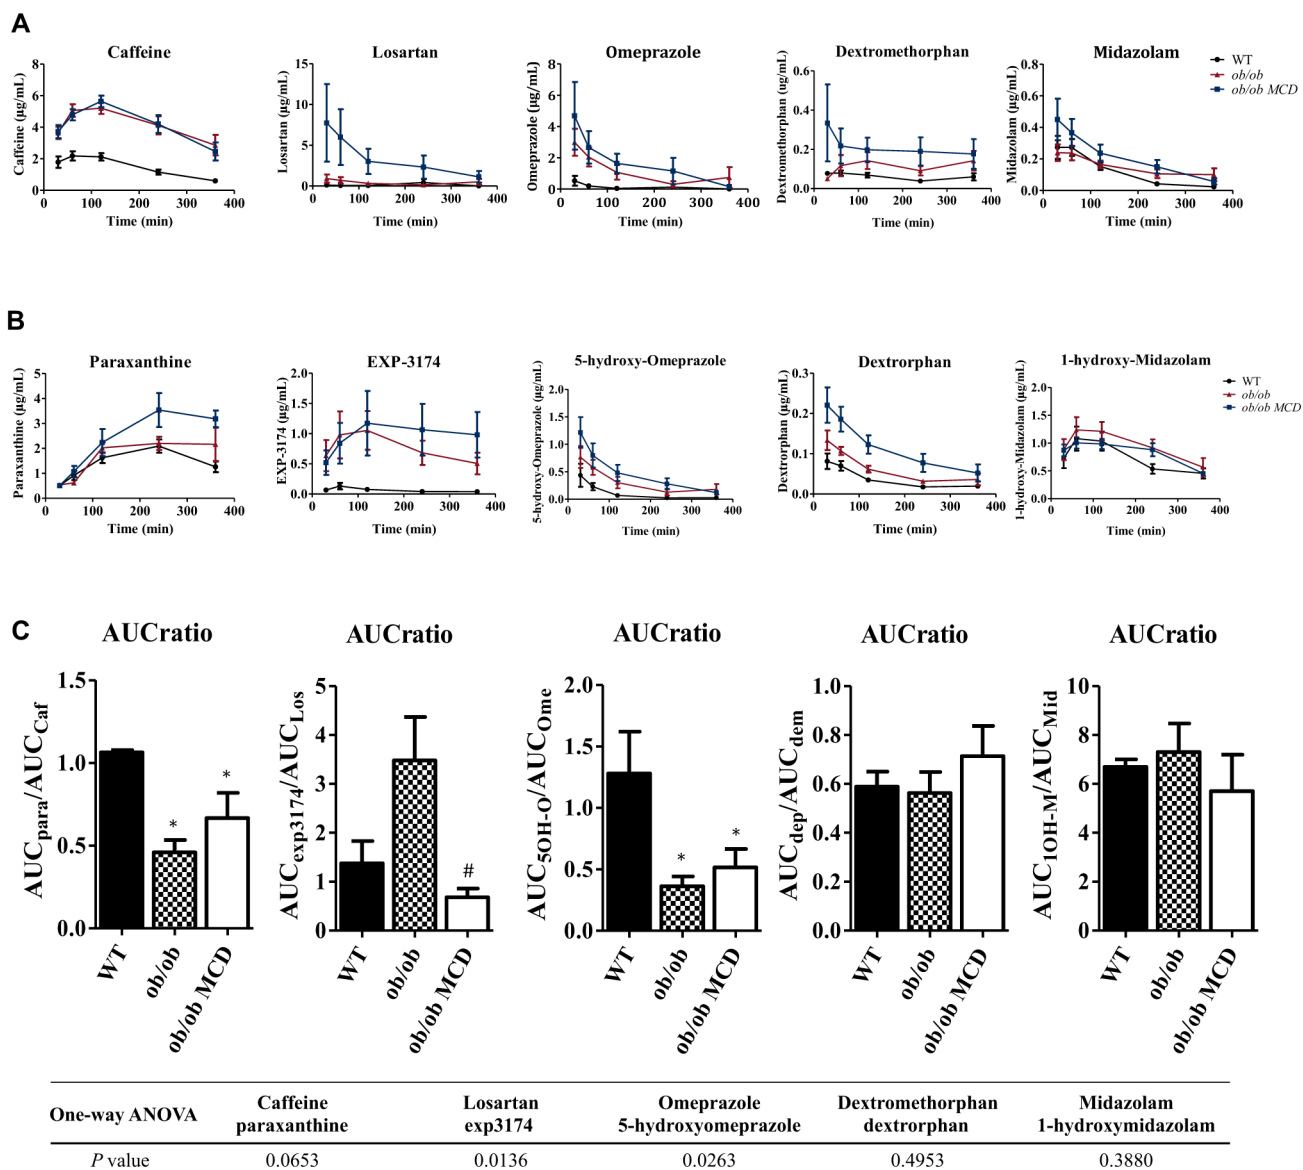 A
Caffeine
Losartan
Omeprazole
Dextromethorphan
Midazolam
WT
ob/ob
ob/ob MCD
Caffeine (µg/mL)
8
6
4
2
0
0 100 200 300 400
Time (min)
Losartan (µg/mL)
15
10
5
0
0 100 200 300 400
Time (min)
Omeprazole (µg/mL)
8
6
4
2
0
0 100 200 300 400
Time (min)
Dextromethorphan (µg/mL)
0.6
0.4
0.2
0.0
0 100 200 300 400
Time (min)
Midazolam (µg/mL)
0.8
0.6
0.4
0.2
0.0
0 100 200 300 400
Time (min)
B
Paraxanthine
EXP-3174
5-hydroxy-Omeprazole
Dextrorphan
1-hydroxy-Midazolam
WT
ob/ob
ob/ob MCD
Paraxanthine (µg/mL)
5
4
3
2
1
0
0 100 200 300 400
Time (min)
EXP-3174 (µg/mL)
2.0
1.5
1.0
0.5
0.0
0 100 200 300 400
Time (min)
5-hydroxy-Omeprazole (µg/mL)
2.0
1.5
1.0
0.5
0.0
0 100 200 300 400
Time (min)
Dextrorphan (µg/mL)
0.3
0.2
0.1
0.0
0 100 200 300 400
Time (min)
1-hydroxy-Midazolam (µg/mL)
2.0
1.5
1.0
0.5
0.0
0 100 200 300 400
Time (min)
C
AUCratio
AUCratio
AUCratio
AUCratio
AUCratio
AUCpara/AUCCaf
1.5
1.0
0.5
0.0
*
*
WT
ob/ob
ob/ob MCD
AUCexp3174/AUCLos
5
4
3
2
1
0
#
WT
ob/ob
ob/ob MCD
AUC5OH-O/AUCOme
2.0
1.5
1.0
0.5
0.0
*
*
WT
ob/ob
ob/ob MCD
AUCdep/AUCdem
1.0
0.8
0.6
0.4
0.2
0.0
WT
ob/ob
ob/ob MCD
AUC1OH-M/AUCMid
10
8
6
4
2
0
WT
ob/ob
ob/ob MCD
One-way ANOVA
Caffeine
paraxanthine
Losartan
exp3174
Omeprazole
5-hydroxyomeprazole
Dextromethorphan
dextrorphan
Midazolam
1-hydroxymidazolam
P value 0.0653 0.0136 0.0263 0.4953 0.3880